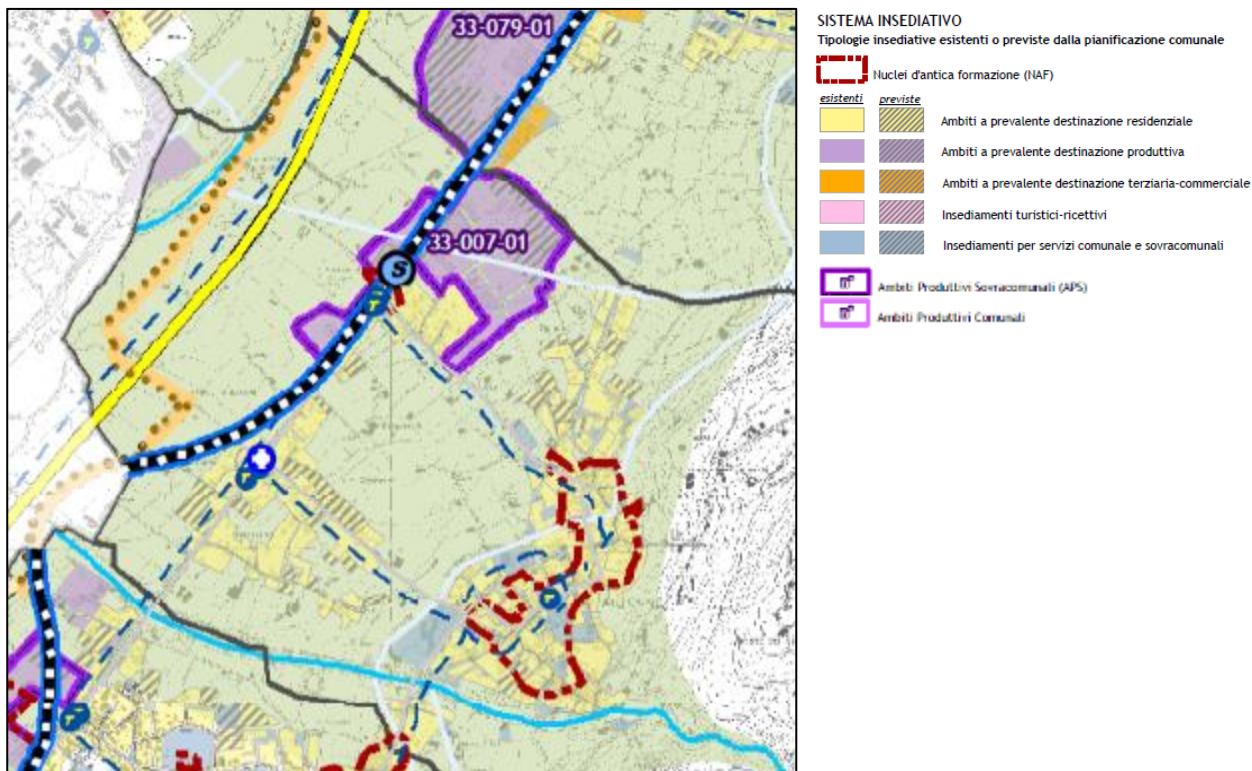 33-079-01
33-007-01
S
SISTEMA INSEDIATIVO
Tipologie insediative esistenti o previste dalla pianificazione comunale
Nuclei d'antica formazione (NAF)
esistenti previste
Ambiti a prevalente destinazione residenziale
Ambiti a prevalente destinazione produttiva
Ambiti a prevalente destinazione terziaria-commerciale
Insediamenti turistici-ricettivi
Insediamenti per servizi comunale e sovracomunali
Ambiti Produttivi Sovracomunali (APS)
Ambiti Produttivi Comunali